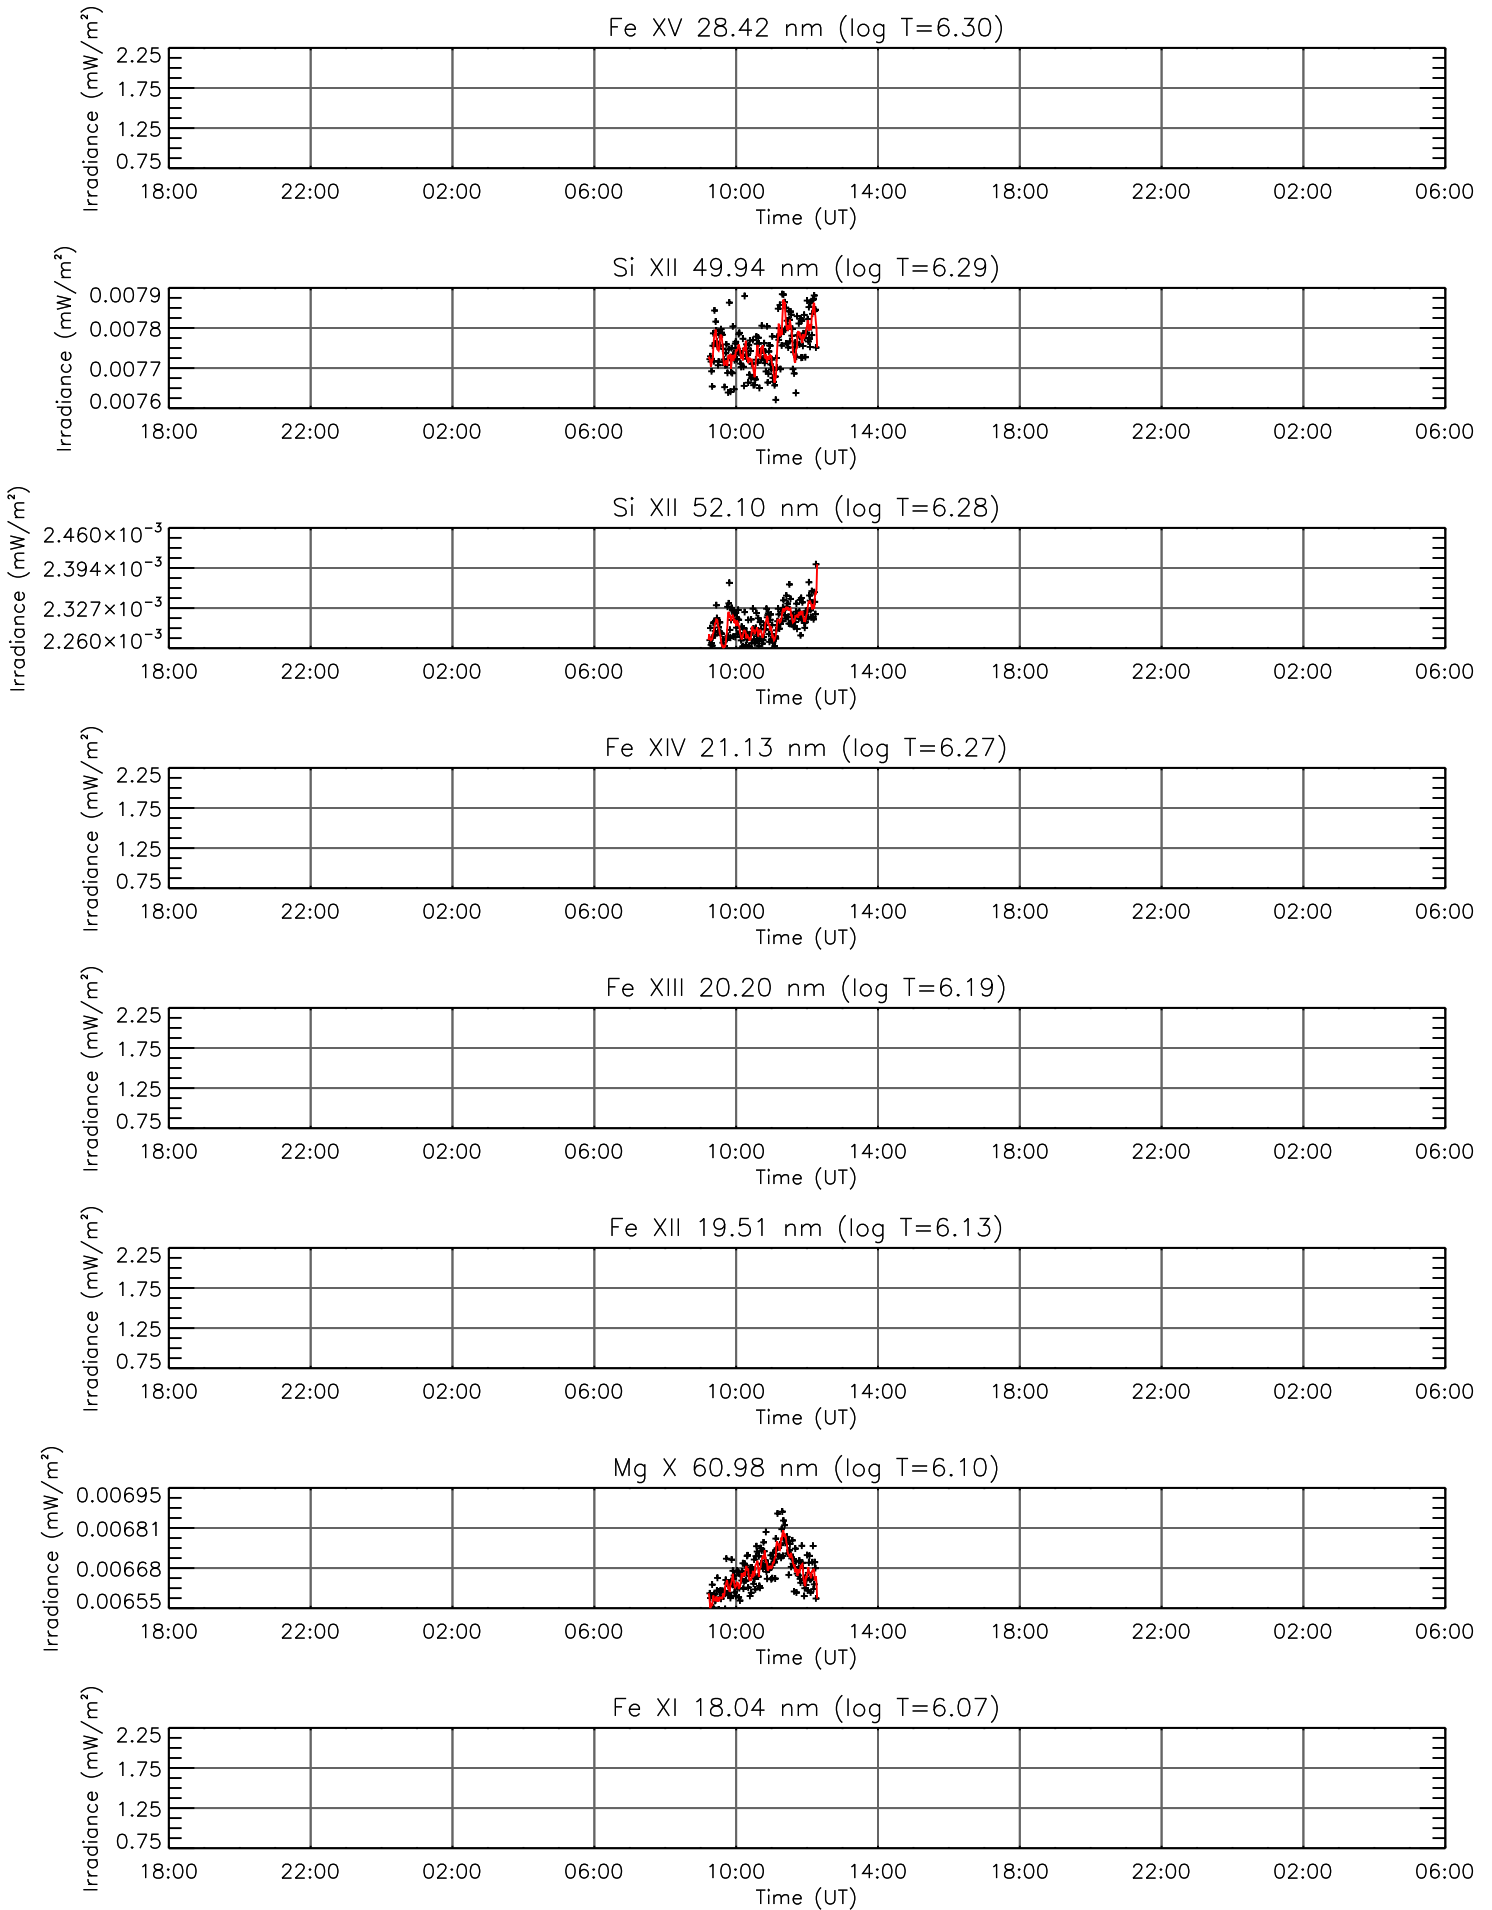 Fe XV 28.42 nm (log T=6.30)
Irradiance (mW/m²)
2.25
1.75
1.25
0.75
18:00 22:00 02:00 06:00 10:00 14:00 18:00 22:00 02:00 06:00
Time (UT)
Si XII 49.94 nm (log T=6.29)
Irradiance (mW/m²)
0.0079
0.0078
0.0077
0.0076
18:00 22:00 02:00 06:00 10:00 14:00 18:00 22:00 02:00 06:00
Time (UT)
Si XII 52.10 nm (log T=6.28)
Irradiance (mW/m²)
2.460×10⁻³
2.394×10⁻³
2.327×10⁻³
2.260×10⁻³
18:00 22:00 02:00 06:00 10:00 14:00 18:00 22:00 02:00 06:00
Time (UT)
Fe XIV 21.13 nm (log T=6.27)
Irradiance (mW/m²)
2.25
1.75
1.25
0.75
18:00 22:00 02:00 06:00 10:00 14:00 18:00 22:00 02:00 06:00
Time (UT)
Fe XIII 20.20 nm (log T=6.19)
Irradiance (mW/m²)
2.25
1.75
1.25
0.75
18:00 22:00 02:00 06:00 10:00 14:00 18:00 22:00 02:00 06:00
Time (UT)
Fe XII 19.51 nm (log T=6.13)
Irradiance (mW/m²)
2.25
1.75
1.25
0.75
18:00 22:00 02:00 06:00 10:00 14:00 18:00 22:00 02:00 06:00
Time (UT)
Mg X 60.98 nm (log T=6.10)
Irradiance (mW/m²)
0.00695
0.00681
0.00668
0.00655
18:00 22:00 02:00 06:00 10:00 14:00 18:00 22:00 02:00 06:00
Time (UT)
Fe XI 18.04 nm (log T=6.07)
Irradiance (mW/m²)
2.25
1.75
1.25
0.75
18:00 22:00 02:00 06:00 10:00 14:00 18:00 22:00 02:00 06:00
Time (UT)